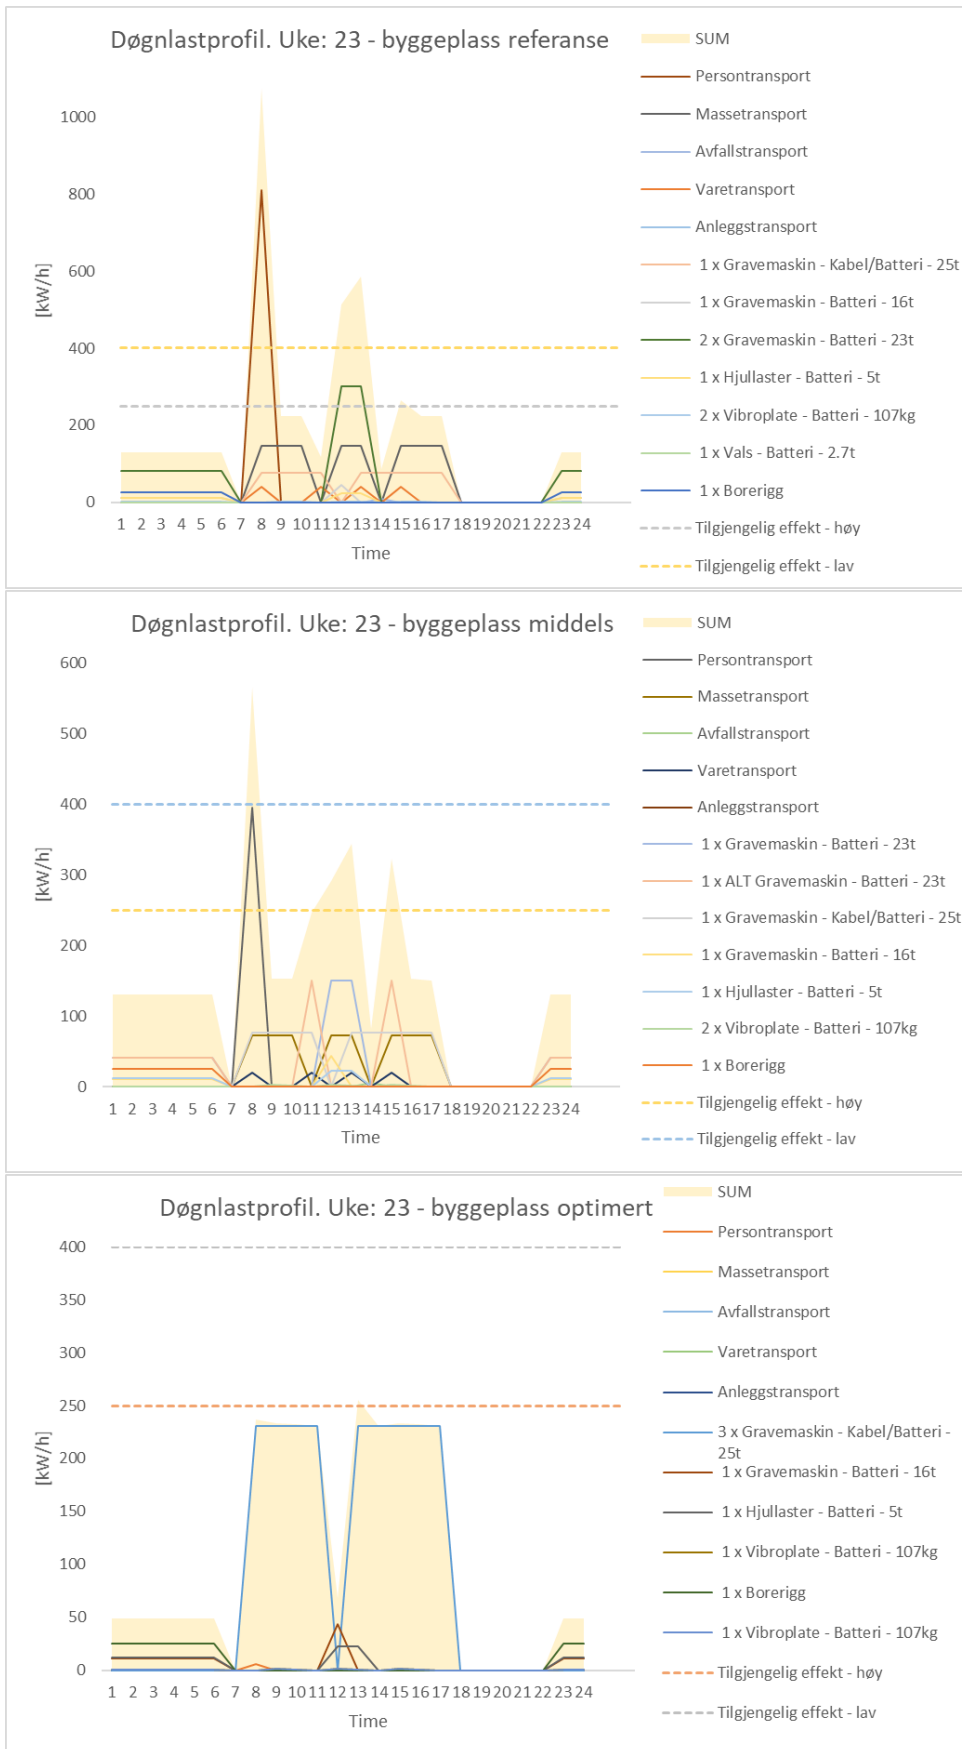 Døgnlastprofil. Uke: 23 - byggeplass referanse
[kW/h]
1000
800
600
400
200
0
1 2 3 4 5 6 7 8 9 10 11 12 13 14 15 16 17 18 19 20 21 22 23 24
Time
SUM
Persontransport
Massetransport
Avfallstransport
Varetransport
Anleggstransport
1 x Gravemaskin - Kabel/Batteri - 25t
1 x Gravemaskin - Batteri - 16t
2 x Gravemaskin - Batteri - 23t
1 x Hjullaster - Batteri - 5t
2 x Vibroplate - Batteri - 107kg
1 x Vals - Batteri - 2.7t
1 x Borerigg
Tilgjengelig effekt - høy
Tilgjengelig effekt - lav
Døgnlastprofil. Uke: 23 - byggeplass middels
[kW/h]
600
500
400
300
200
100
0
1 2 3 4 5 6 7 8 9 10 11 12 13 14 15 16 17 18 19 20 21 22 23 24
Time
SUM
Persontransport
Massetransport
Avfallstransport
Varetransport
Anleggstransport
1 x Gravemaskin - Batteri - 23t
1 x ALT Gravemaskin - Batteri - 23t
1 x Gravemaskin - Kabel/Batteri - 25t
1 x Gravemaskin - Batteri - 16t
1 x Hjullaster - Batteri - 5t
2 x Vibroplate - Batteri - 107kg
1 x Borerigg
Tilgjengelig effekt - høy
Tilgjengelig effekt - lav
Døgnlastprofil. Uke: 23 - byggeplass optimert
[kW/h]
400
350
300
250
200
150
100
50
0
1 2 3 4 5 6 7 8 9 10 11 12 13 14 15 16 17 18 19 20 21 22 23 24
Time
SUM
Persontransport
Massetransport
Avfallstransport
Varetransport
Anleggstransport
3 x Gravemaskin - Kabel/Batteri -
25t
1 x Gravemaskin - Batteri - 16t
1 x Hjullaster - Batteri - 5t
1 x Vibroplate - Batteri - 107kg
1 x Borerigg
1 x Vibroplate - Batteri - 107kg
Tilgjengelig effekt - høy
Tilgjengelig effekt - lav